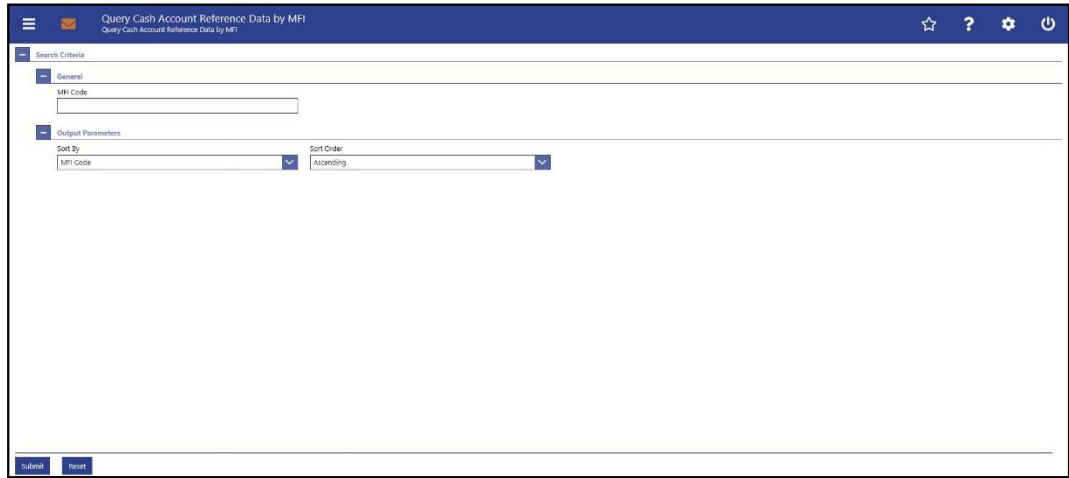 Query Cash Account Reference Data by MFI
Query Cash Account Reference Data by MFI
Search Criteria
General
MFI Code
Output Parameters
Sort By Sort Order
MFI Code Ascending
Submit Reset